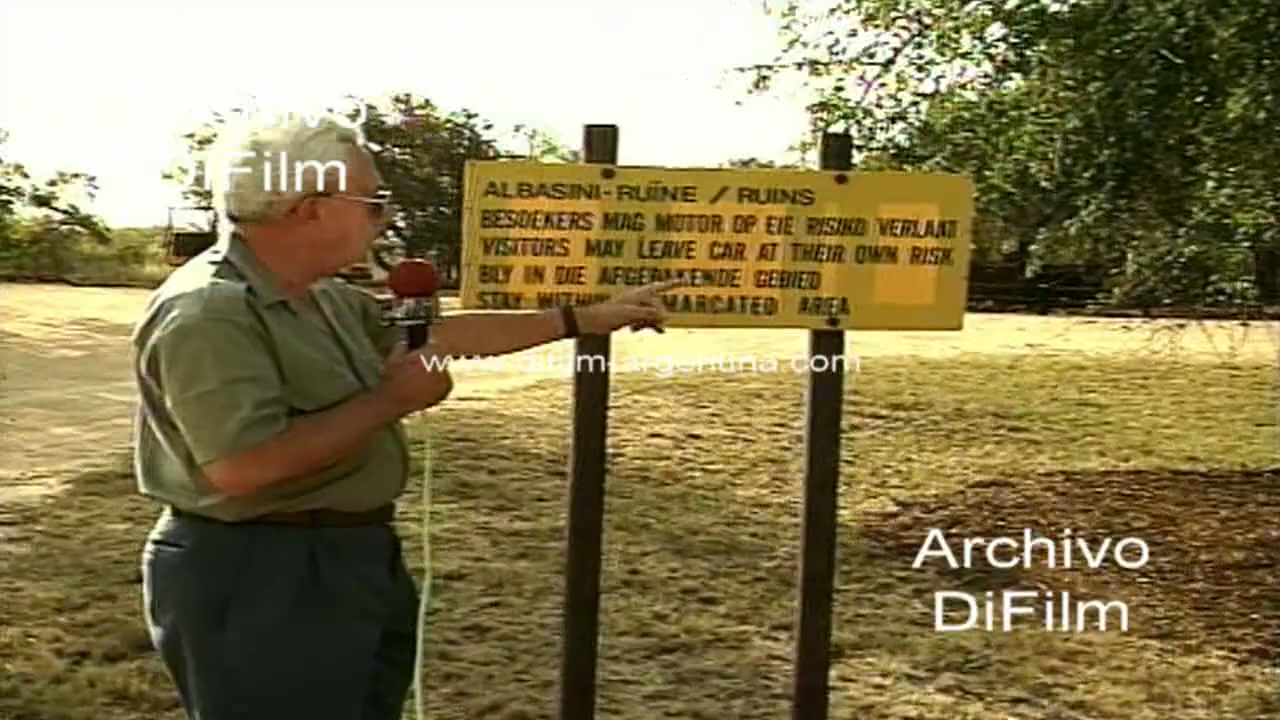 DiFilm
ALBASINI-RUÏNE / RUINS
BESOEKERS MAG MOTOR OP EIE RISIKO VERLAAT
VISITORS MAY LEAVE CAR AT THEIR OWN RISK
BLY IN DIE AFGEBAKENDE GEBIED
STAY WITHIN DEMARCATED AREA
www.difilm-argentina.com
Archivo
DiFilm